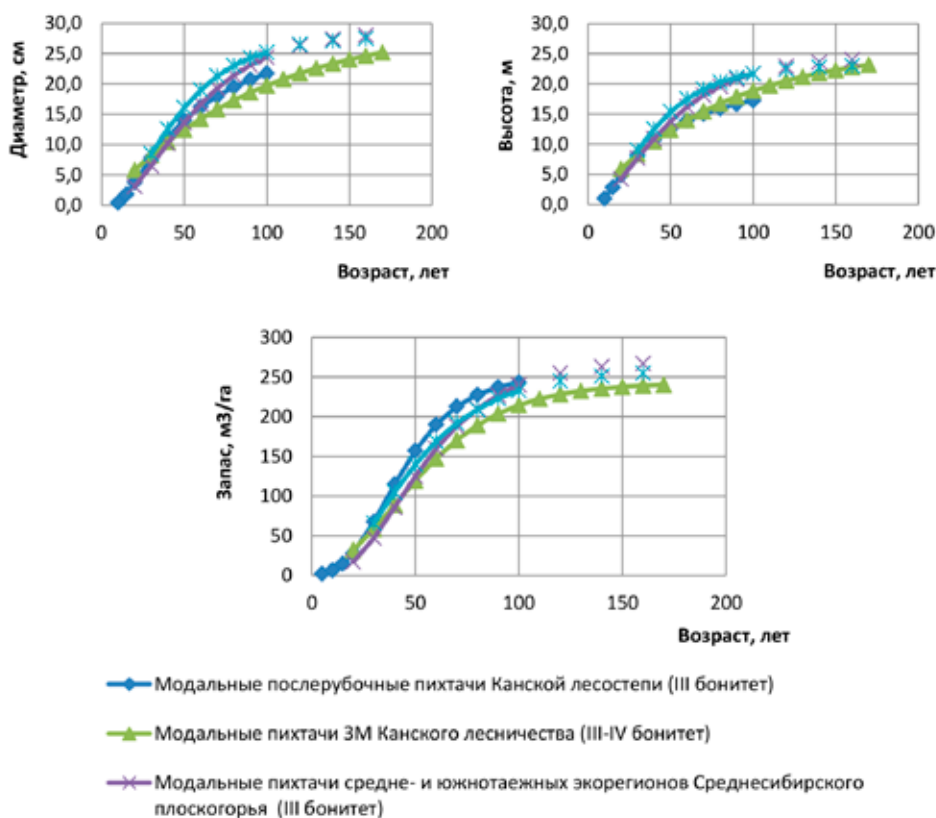 30,0
25,0
20,0
15,0
10,0
5,0
0,0
Диаметр, см
0 50 100 150 200
Возраст, лет
30,0
25,0
20,0
15,0
10,0
5,0
0,0
Высота, м
0 50 100 150 200
Возраст, лет
300
250
200
150
100
50
0
Запас, м3/га
0 50 100 150 200
Возраст, лет
Модальные послерубочные пихтачи Канской лесостепи (III бонитет)
Модальные пихтачи ЗМ Канского лесничества (III-IV бонитет)
Модальные пихтачи средне- и южнотаежных экорегионов Среднесибирского
плоскогорья (III бонитет)